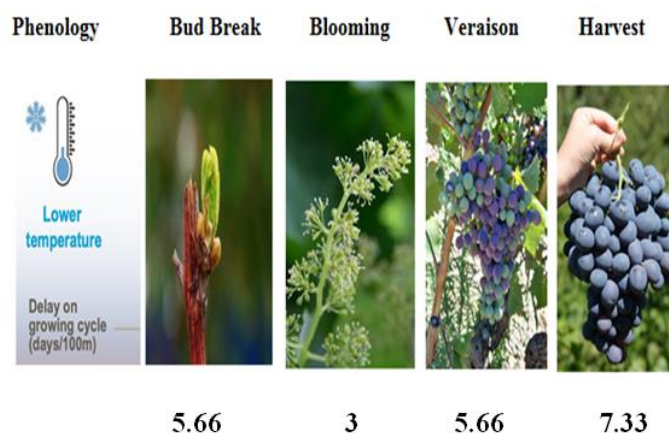 Phenology Bud Break Blooming Veraison Harvest
Lower
temperature
Delay on
growing cycle
(days/100m)
5.66 3 5.66 7.33